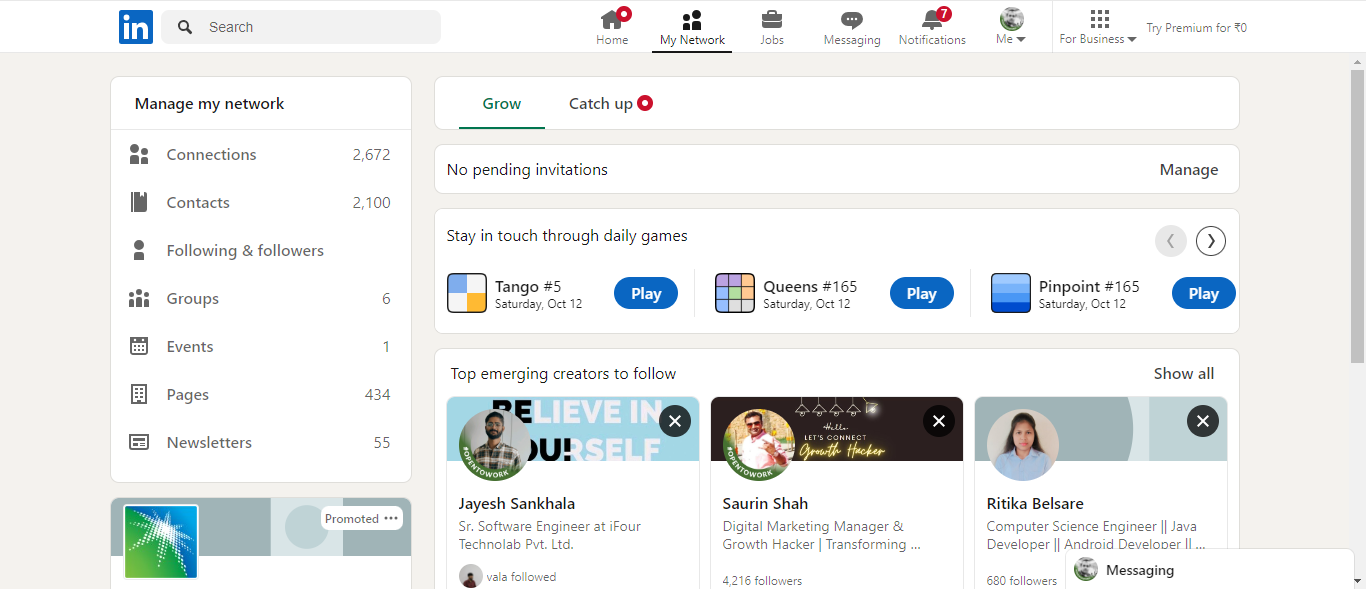 in
Search
Home
My Network
Jobs
Messaging
7
Notifications
Me
For Business
Try Premium for ₹0
Manage my network
Connections 2,672
Contacts 2,100
Following & followers
Groups 6
Events 1
Pages 434
Newsletters 55
Promoted
Grow
Catch up
No pending invitations
Manage
Stay in touch through daily games
Tango #5
Saturday, Oct 12
Play
Queens #165
Saturday, Oct 12
Play
Pinpoint #165
Saturday, Oct 12
Play
Top emerging creators to follow
Show all
BELIEVE IN
YOU!RSELF
#OPENTOWORK
Jayesh Sankhala
Sr. Software Engineer at iFour
Technolab Pvt. Ltd.
vala followed
Hello,
LET'S CONNECT
Growth Hacker
#OPENTOWORK
Saurin Shah
Digital Marketing Manager &
Growth Hacker | Transforming ...
4,216 followers
Ritika Belsare
Computer Science Engineer || Java
Developer || Android Developer || ...
680 followers
Messaging